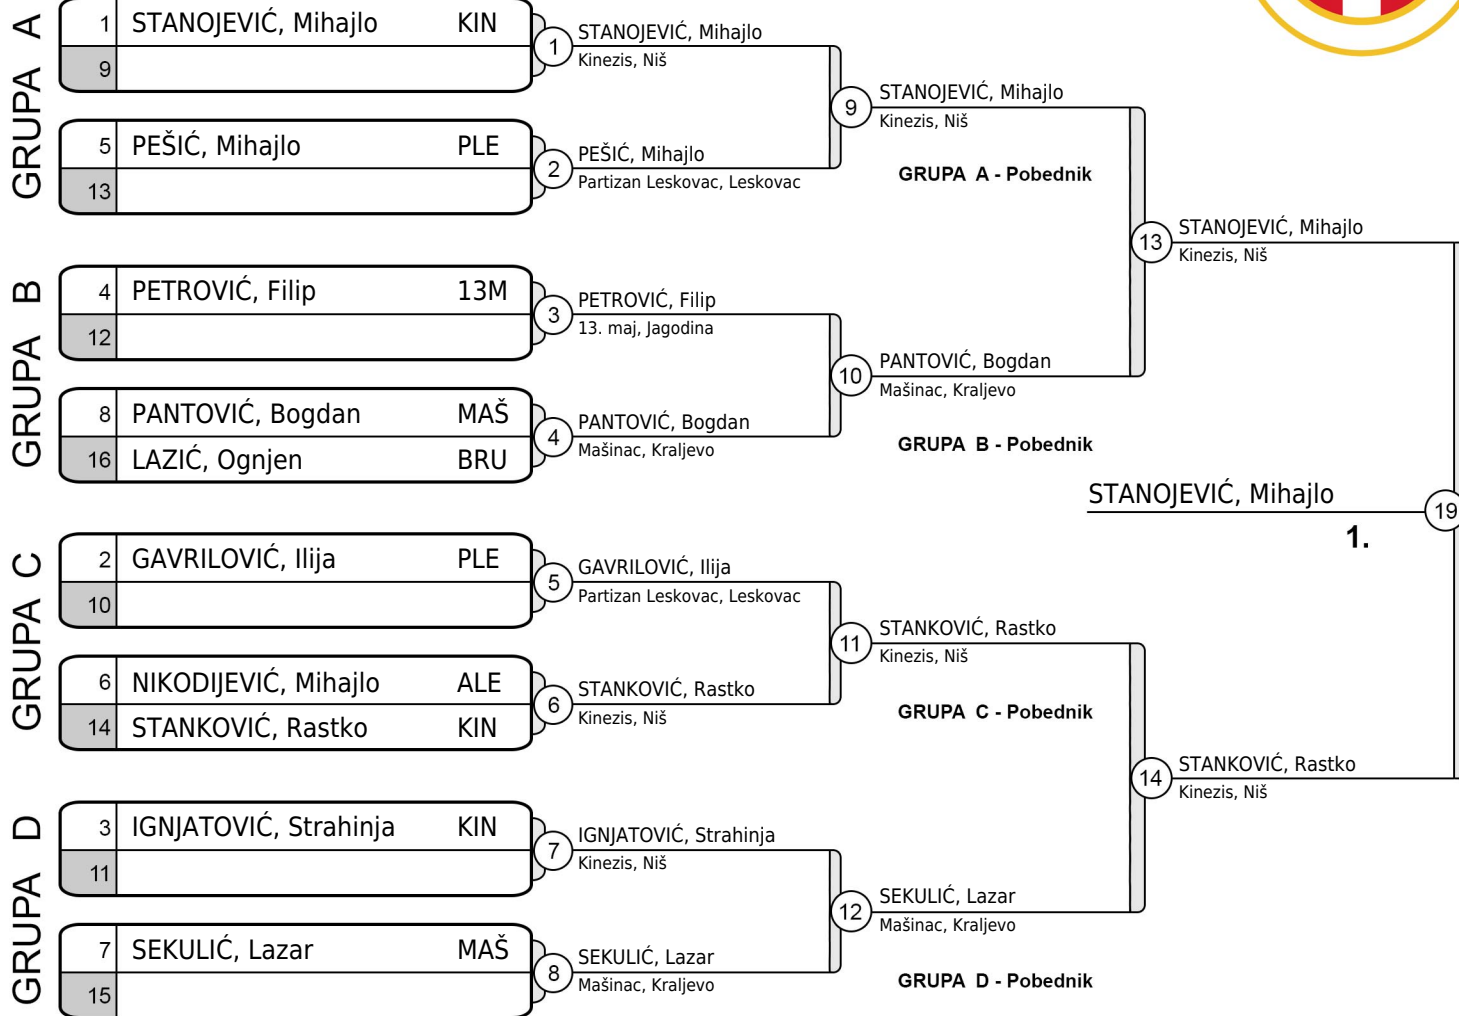 GRUPA A
1 STANOJEVIĆ, Mihajlo KIN
9
5 PEŠIĆ, Mihajlo PLE
13
GRUPA B
4 PETROVIĆ, Filip 13M
12
8 PANTOVIĆ, Bogdan MAŠ
16 LAZIĆ, Ognjen BRU
GRUPA C
2 GAVRILOVIĆ, Ilija PLE
10
6 NIKODIJEVIĆ, Mihajlo ALE
14 STANKOVIĆ, Rastko KIN
GRUPA D
3 IGNJATOVIĆ, Strahinja KIN
11
7 SEKULIĆ, Lazar MAŠ
15
1 STANOJEVIĆ, Mihajlo
Kinezis, Niš
2 PEŠIĆ, Mihajlo
Partizan Leskovac, Leskovac
3 PETROVIĆ, Filip
13. maj, Jagodina
4 PANTOVIĆ, Bogdan
Mašinac, Kraljevo
5 GAVRILOVIĆ, Ilija
Partizan Leskovac, Leskovac
6 STANKOVIĆ, Rastko
Kinezis, Niš
7 IGNJATOVIĆ, Strahinja
Kinezis, Niš
8 SEKULIĆ, Lazar
Mašinac, Kraljevo
9 STANOJEVIĆ, Mihajlo
Kinezis, Niš
GRUPA A - Pobednik
10 PANTOVIĆ, Bogdan
Mašinac, Kraljevo
GRUPA B - Pobednik
11 STANKOVIĆ, Rastko
Kinezis, Niš
GRUPA C - Pobednik
12 SEKULIĆ, Lazar
Mašinac, Kraljevo
GRUPA D - Pobednik
13 STANOJEVIĆ, Mihajlo
Kinezis, Niš
14 STANKOVIĆ, Rastko
Kinezis, Niš
STANOJEVIĆ, Mihajlo 19
1.